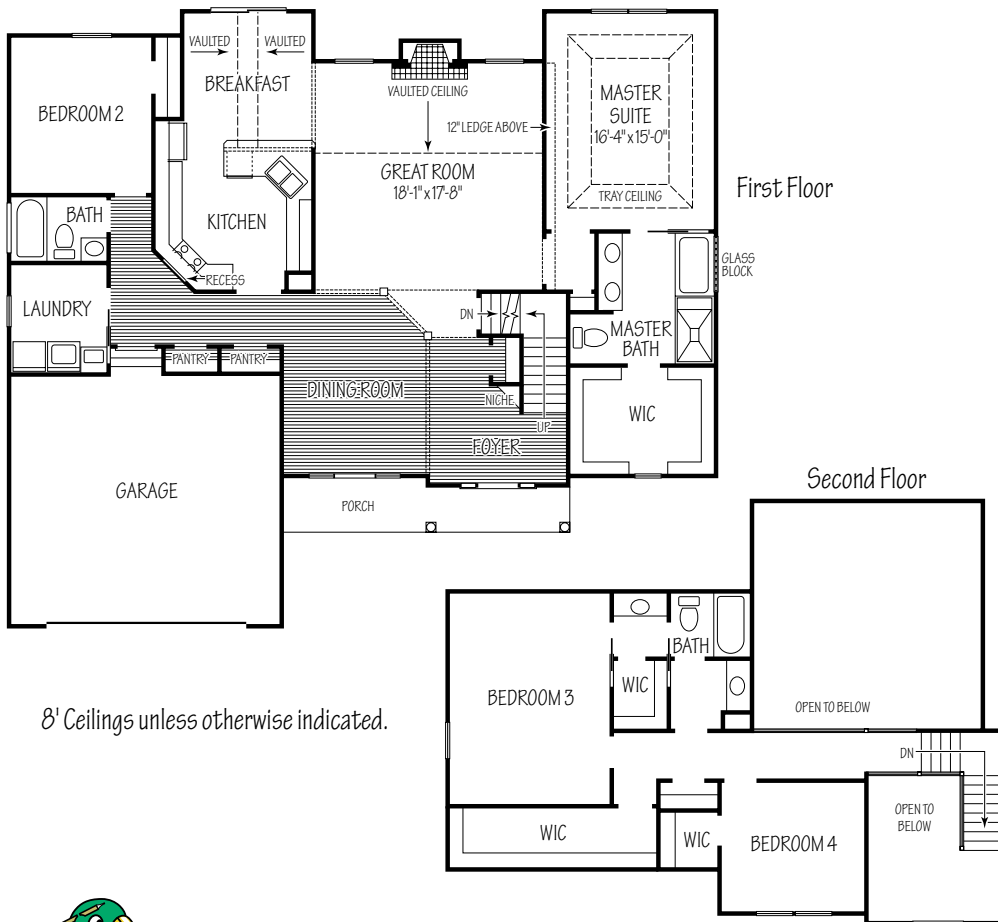 VAULTED
VAULTED
BREAKFAST
BEDROOM 2
VAULTED CEILING
12" LEDGE ABOVE
MASTER
SUITE
16'-4" x 15'-0"
TRAY CEILING
First Floor
GREAT ROOM
18'-1" x 17'-8"
BATH
KITCHEN
RECESS
GLASS
BLOCK
LAUNDRY
DN
MASTER
BATH
PANTRY
PANTRY
DINING ROOM
NICHE
UP
WIC
FOYER
GARAGE
PORCH
Second Floor
BATH
WIC
BEDROOM 3
OPEN TO BELOW
8' Ceilings unless otherwise indicated.
DN
OPEN TO
BELOW
WIC
WIC
BEDROOM 4